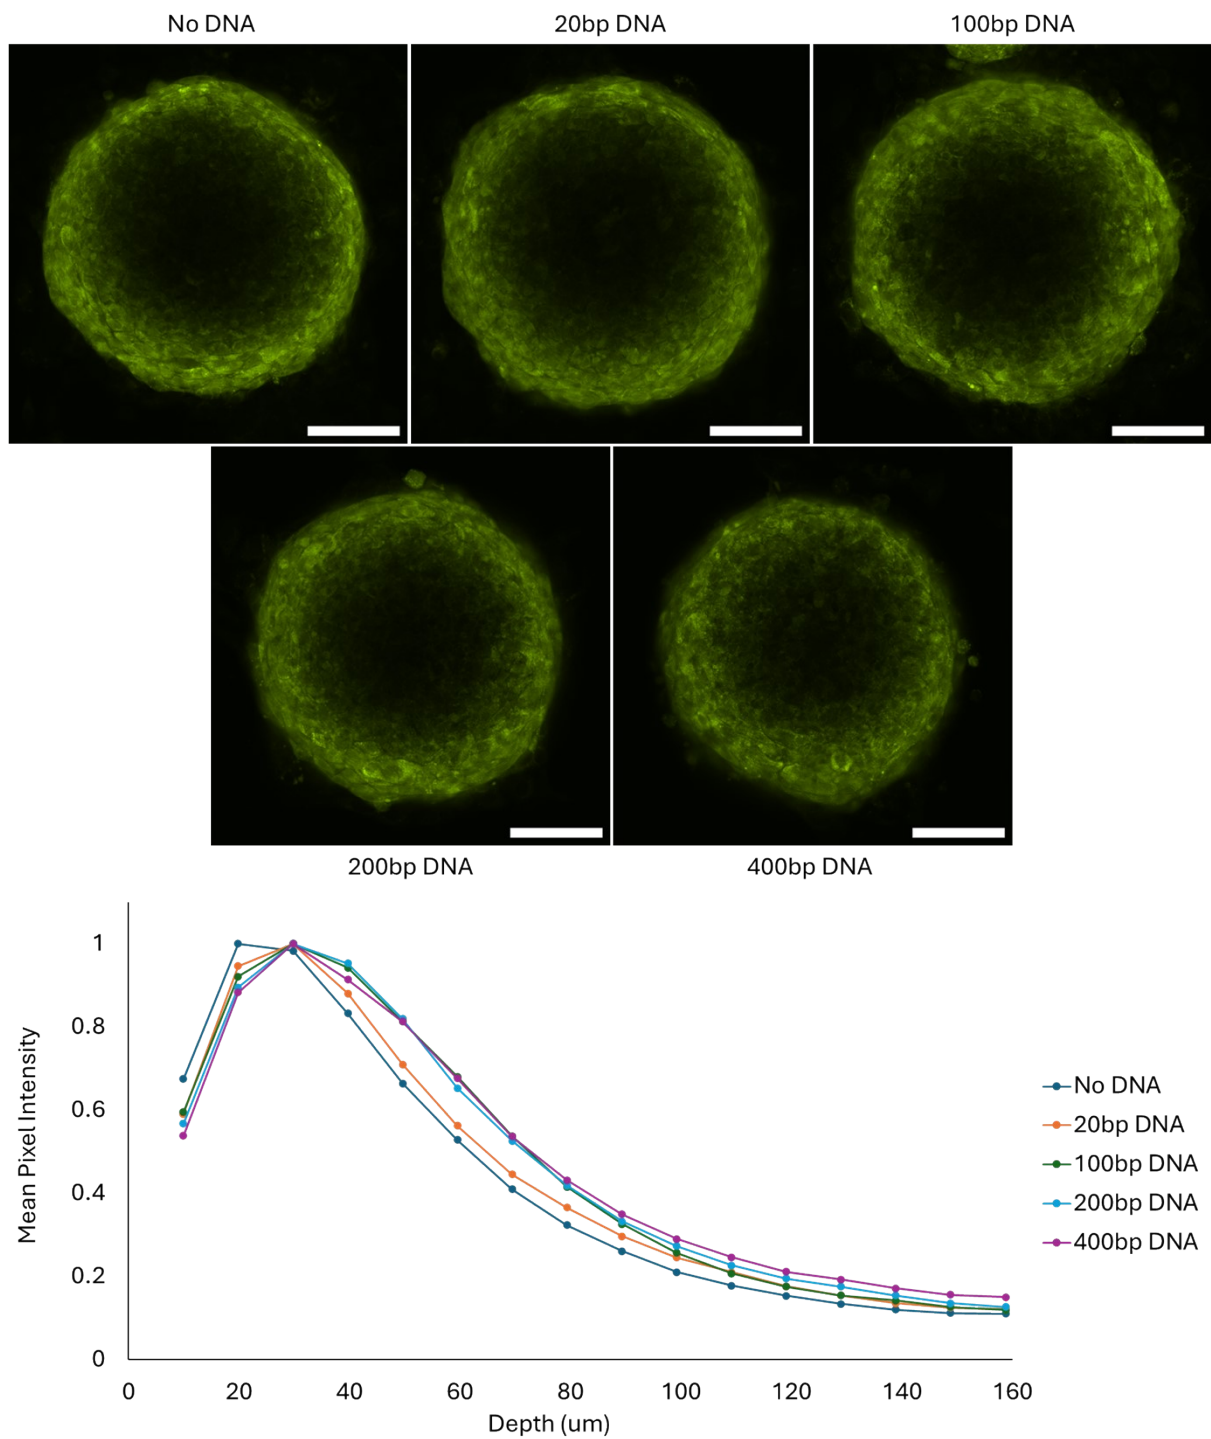 No DNA
20bp DNA
100bp DNA
200bp DNA
400bp DNA
1
0.8
0.6
0.4
0.2
0
Mean Pixel Intensity
0 20 40 60 80 100 120 140 160
Depth (um)
No DNA
20bp DNA
100bp DNA
200bp DNA
400bp DNA